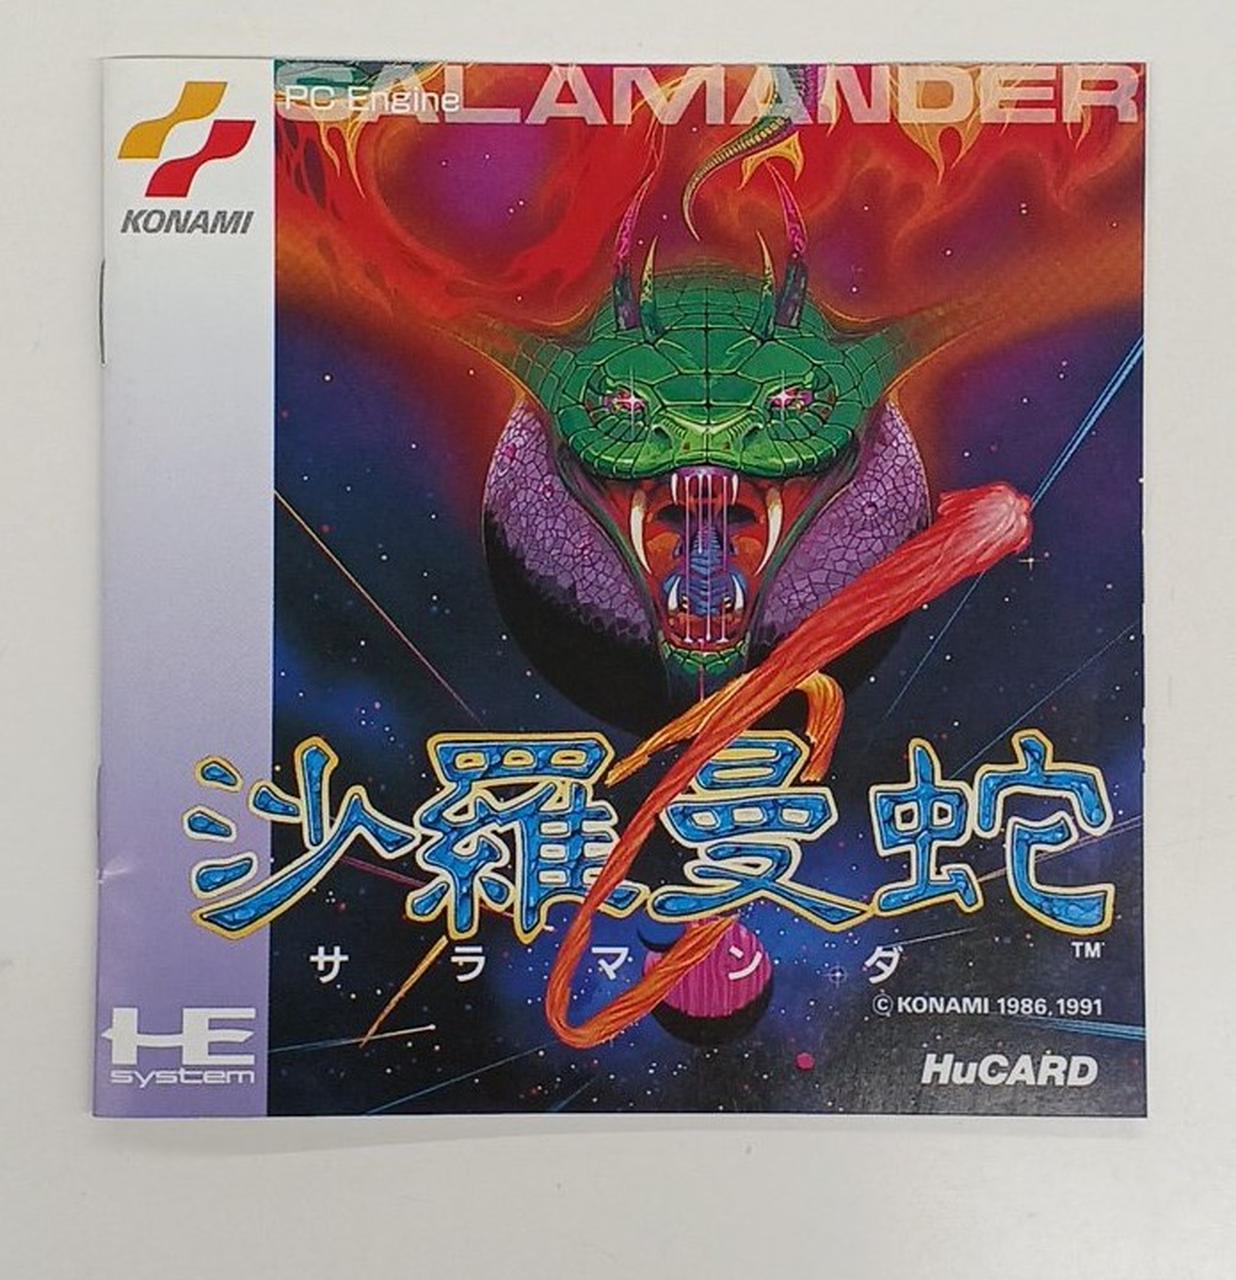 SALAMANDER
PC Engine
KONAMI
沙羅曼蛇
サラマンダ
TM
© KONAMI 1986, 1991
HE
system
HuCARD